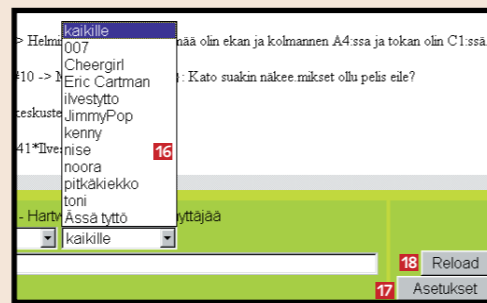 kaikille
> Helm mää olin ekan ja kolmannen A4:ssa ja tokan olin C1:ssä.
007
Cheergirl
#10 -> : Kato suakin näkee.mikset ollu pelis eile?
Eric Cartman
ilvestyttö
keskuste JimmyPop
kenny
41*Ilves nise 16
noora
pitkäkiekko
toni
- Hartw Ässä tyttö yttäjää
kaikille
18 Reload
17 Asetukset